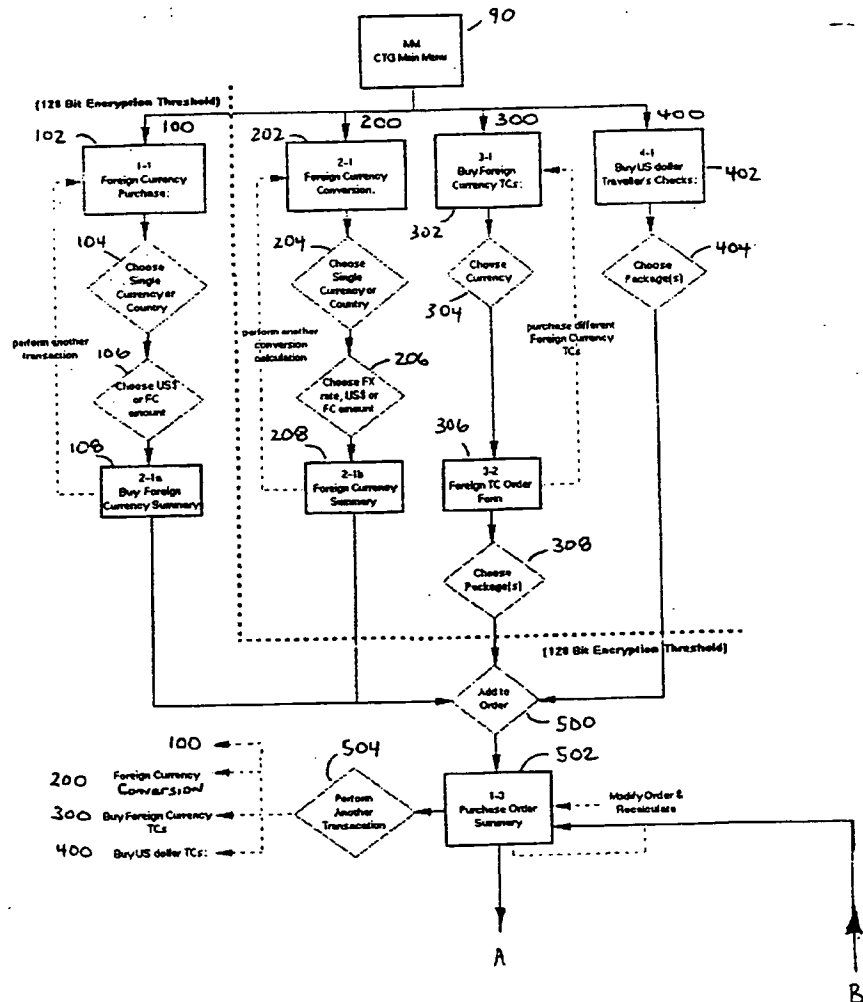 90
MM
CTG Main Menu
(128 Bit Encryption Threshold)
100
200
300
400
102
1-1
Foreign Currency
Purchase:
202
2-1
Foreign Currency
Conversion:
3-1
Buy Foreign
Currency TCs:
302
4-1
Buy US dollar
Traveller's Checks:
402
104
Choose
Single
Currency or
Country
204
Choose
Single
Currency or
Country
Choose
Currency
304
404
Choose
Package(s)
perform another
transaction
perform another
conversion
calculation
purchase different
Foreign Currency
TCs
106
Choose US$
or FC
amount
206
Choose FX
rate, US$ or
FC amount
108
2-1a
Buy Foreign
Currency Summary
208
2-1b
Foreign Currency
Summary
306
3-2
Foreign TC Order
Form
308
Choose
Package(s)
(128 Bit Encryption Threshold)
Add to
Order
500
502
1-3
Purchase Order
Summary
Modify Order &
Recalculate
504
Perform
Another
Transacation
100
200 Foreign Currency
Conversion
300 Buy Foreign Currency
TCs
400 Buy US dollar TCs:
A
B